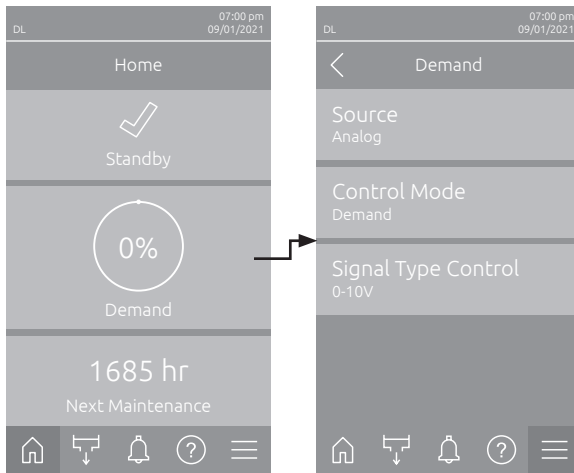 07:00 pm
DL 09/01/2021
Home
Standby
0%
Demand
1685 hr
Next Maintenance
?
07:00 pm
DL 09/01/2021
Demand
Source
Analog
Control Mode
Demand
Signal Type Control
0-10V
?